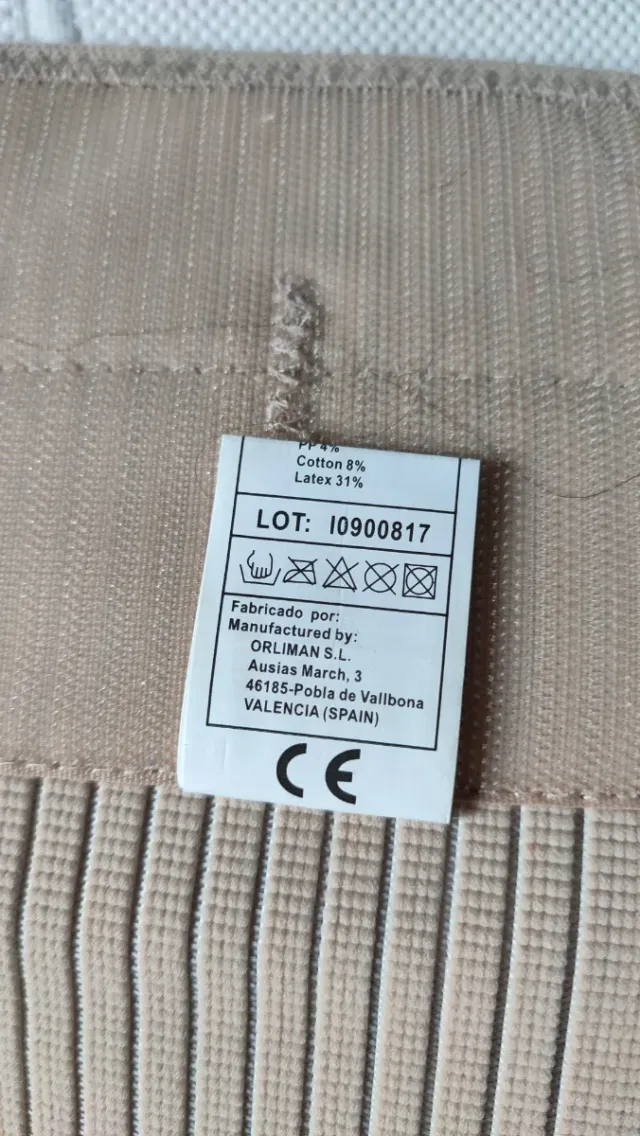 PP 4%
Cotton 8%
Latex 31%
LOT: I0900817
Fabricado por:
Manufactured by:
ORLIMAN S.L.
Ausias March, 3
46185-Pobla de Vallbona
VALENCIA (SPAIN)
CE